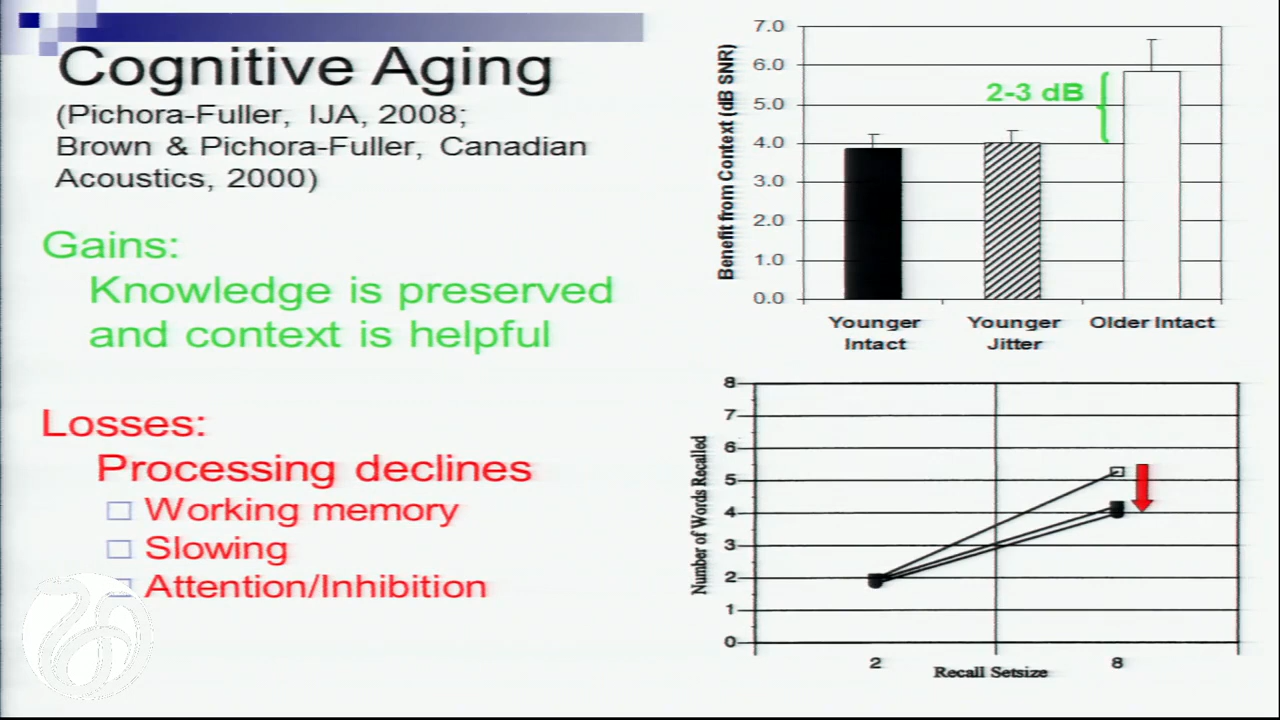 Cognitive Aging
(Pichora-Fuller, IJA, 2008;
Brown & Pichora-Fuller, Canadian
Acoustics, 2000)
Gains:
Knowledge is preserved
and context is helpful
Losses:
Processing declines
Working memory
Slowing
Attention/Inhibition
Benefit from Context (dB SNR)
7.0
6.0
5.0
4.0
3.0
2.0
1.0
0.0
2-3 dB
Younger
Intact
Younger
Jitter
Older Intact
Number of Words Recalled
8
7
6
5
4
3
2
1
0
2
8
Recall Setsize